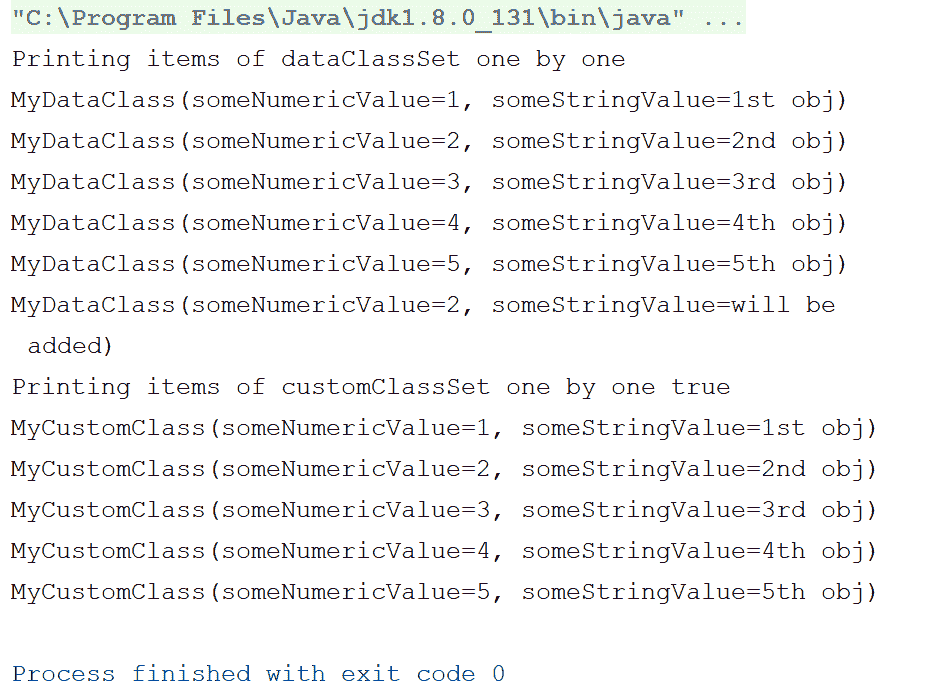 "C:\Program Files\Java\jdk1.8.0_131\bin\java" ...
Printing items of dataClassSet one by one
MyDataClass(someNumericValue=1, someStringValue=1st obj)
MyDataClass(someNumericValue=2, someStringValue=2nd obj)
MyDataClass(someNumericValue=3, someStringValue=3rd obj)
MyDataClass(someNumericValue=4, someStringValue=4th obj)
MyDataClass(someNumericValue=5, someStringValue=5th obj)
MyDataClass(someNumericValue=2, someStringValue=will be
added)
Printing items of customClassSet one by one true
MyCustomClass(someNumericValue=1, someStringValue=1st obj)
MyCustomClass(someNumericValue=2, someStringValue=2nd obj)
MyCustomClass(someNumericValue=3, someStringValue=3rd obj)
MyCustomClass(someNumericValue=4, someStringValue=4th obj)
MyCustomClass(someNumericValue=5, someStringValue=5th obj)
Process finished with exit code 0